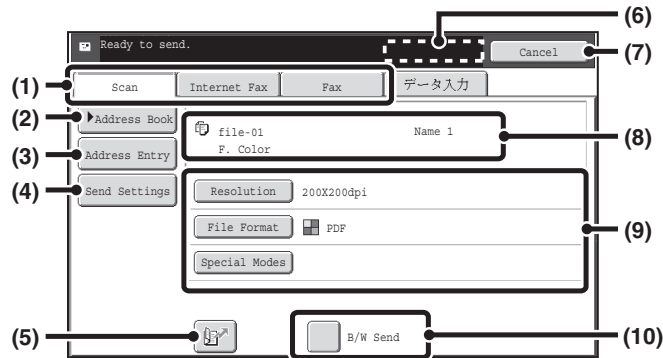 (6)
Ready to send.
Cancel
(7)
(1)
Scan
Internet Fax
Fax
データ入力
(2)
Address Book
file-01
Name 1
(8)
F. Color
(3)
Address Entry
(4)
Send Settings
Resolution
200X200dpi
File Format
PDF
(9)
Special Modes
(5)
B/W Send
(10)